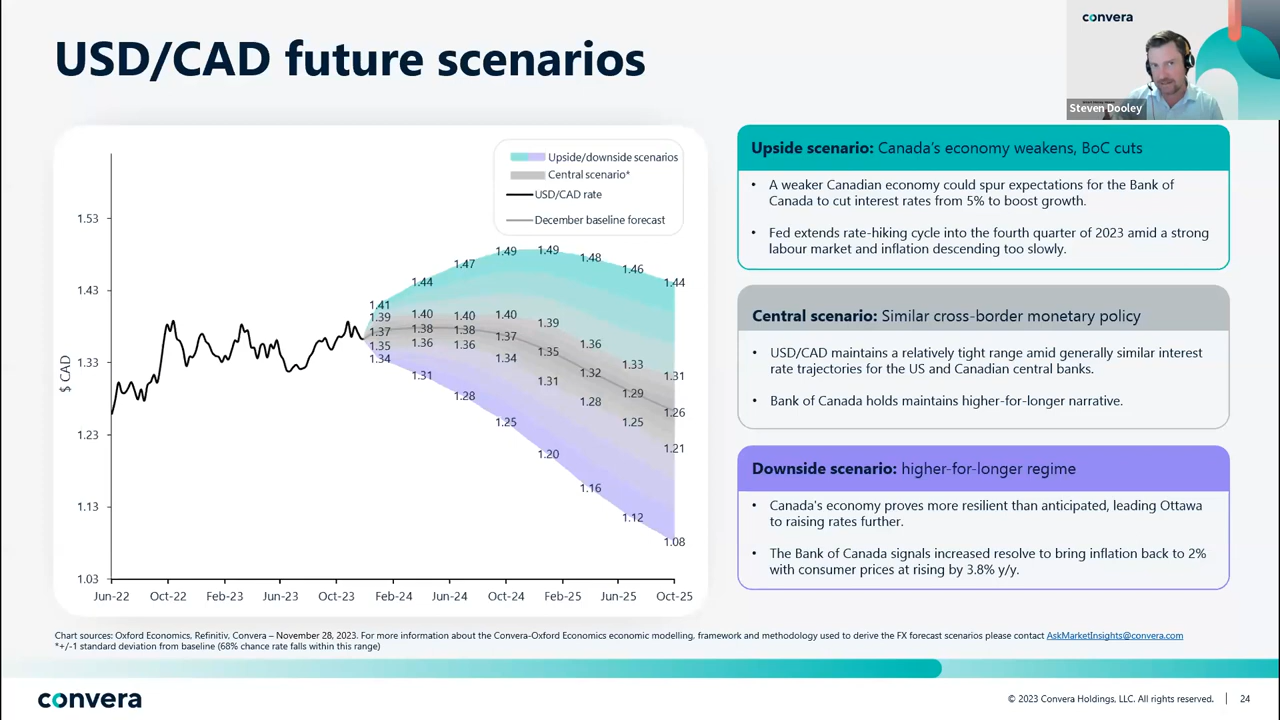 USD/CAD future scenarios
convera
Steven Dooley
Upside/downside scenarios
Central scenario*
USD/CAD rate
December baseline forecast
$ CAD
1.53
1.43
1.33
1.23
1.13
1.03
1.41
1.44
1.47
1.49
1.49
1.48
1.46
1.44
1.39
1.40
1.40
1.40
1.39
1.36
1.33
1.31
1.37
1.38
1.38
1.37
1.35
1.32
1.29
1.26
1.35
1.36
1.36
1.34
1.31
1.28
1.25
1.21
1.34
1.31
1.28
1.25
1.20
1.16
1.12
1.08
Jun-22 Oct-22 Feb-23 Jun-23 Oct-23 Feb-24 Jun-24 Oct-24 Feb-25 Jun-25 Oct-25
Upside scenario: Canada's economy weakens, BoC cuts
• A weaker Canadian economy could spur expectations for the Bank of
Canada to cut interest rates from 5% to boost growth.
• Fed extends rate-hiking cycle into the fourth quarter of 2023 amid a strong
labour market and inflation descending too slowly.
Central scenario: Similar cross-border monetary policy
• USD/CAD maintains a relatively tight range amid generally similar interest
rate trajectories for the US and Canadian central banks.
• Bank of Canada holds maintains higher-for-longer narrative.
Downside scenario: higher-for-longer regime
• Canada's economy proves more resilient than anticipated, leading Ottawa
to raising rates further.
• The Bank of Canada signals increased resolve to bring inflation back to 2%
with consumer prices at rising by 3.8% y/y.
Chart sources: Oxford Economics, Refinitiv, Convera – November 28, 2023. For more information about the Convera-Oxford Economics economic modelling, framework and methodology used to derive the FX forecast scenarios please contact AskMarketInsights@convera.com
*+/-1 standard deviation from baseline (68% chance rate falls within this range)
convera
© 2023 Convera Holdings, LLC. All rights reserved. | 24